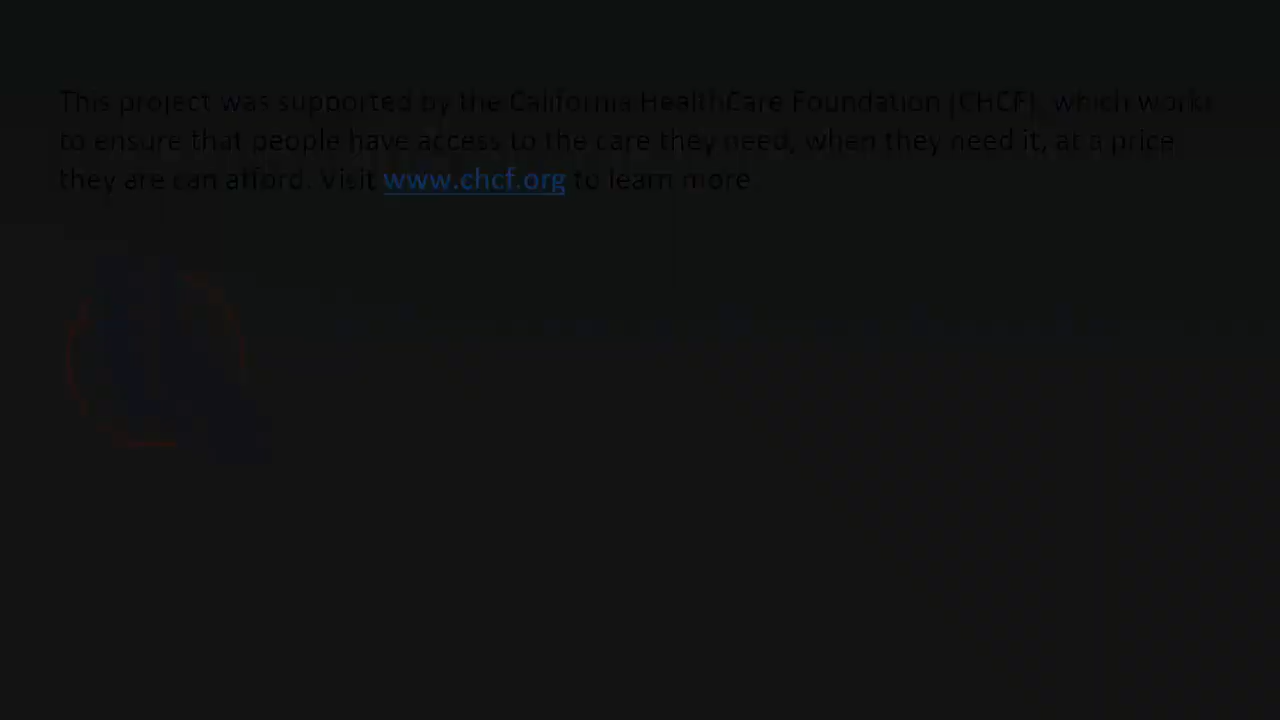 This project was supported by the California HealthCare Foundation (CHCF), which works
to ensure that people have access to the care they need, when they need it, at a price
they are can afford. Visit www.chcf.org to learn more.